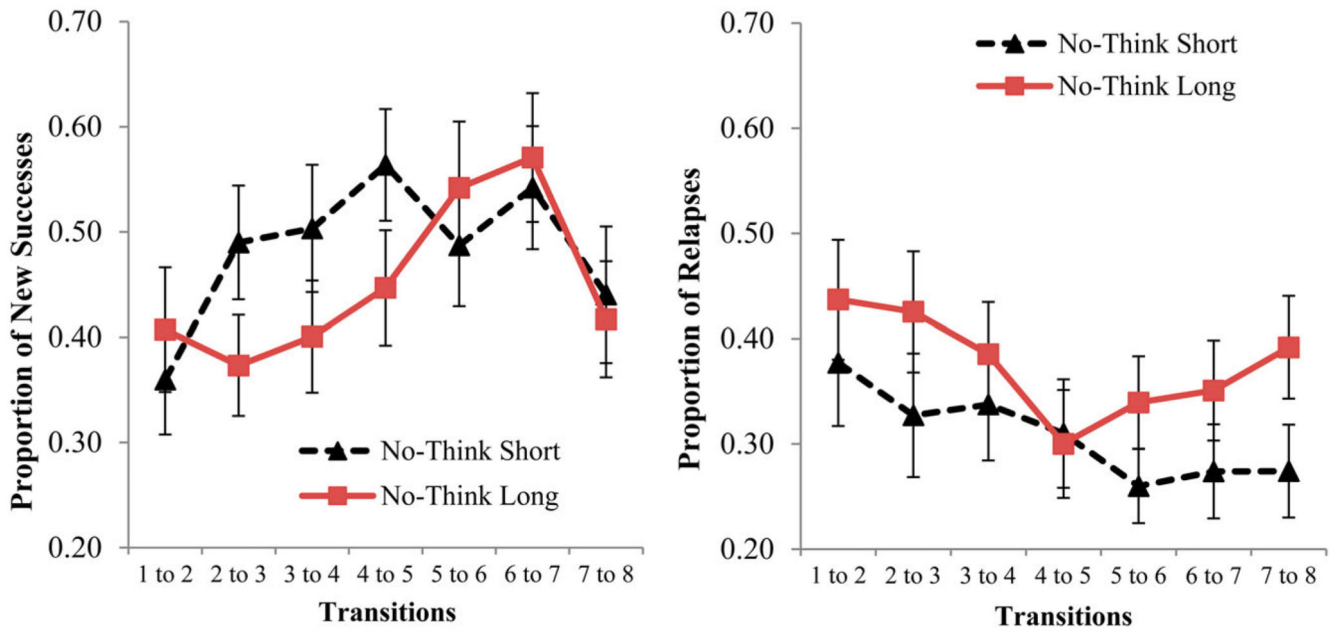 Proportion of New Successes
0.70
0.60
0.50
0.40
0.30
0.20
No-Think Short
No-Think Long
1 to 2 2 to 3 3 to 4 4 to 5 5 to 6 6 to 7 7 to 8
Transitions
Proportion of Relapses
0.70
0.60
0.50
0.40
0.30
0.20
No-Think Short
No-Think Long
1 to 2 2 to 3 3 to 4 4 to 5 5 to 6 6 to 7 7 to 8
Transitions